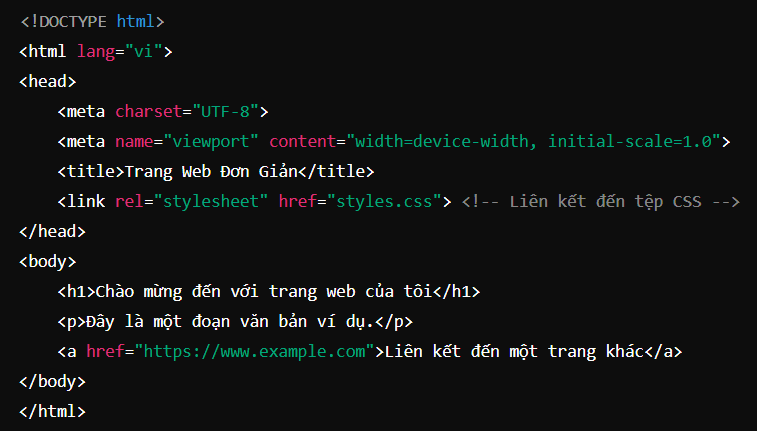 <!DOCTYPE html>
<html lang="vi">
<head>
<meta charset="UTF-8">
<meta name="viewport" content="width=device-width, initial-scale=1.0">
<title>Trang Web Đơn Giản</title>
<link rel="stylesheet" href="styles.css"> <!-- Liên kết đến tệp CSS -->
</head>
<body>
<h1>Chào mừng đến với trang web của tôi</h1>
<p>Đây là một đoạn văn bản ví dụ.</p>
<a href="https://www.example.com">Liên kết đến một trang khác</a>
</body>
</html>